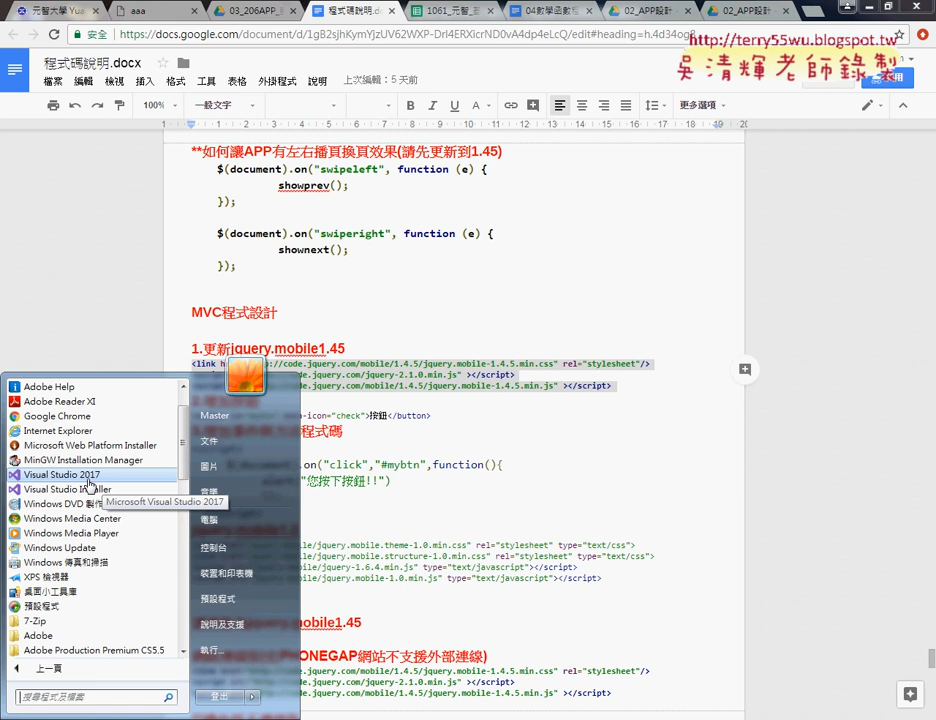 元智大學 Yua
aaa
03_206APP_
程式碼說明.d
1061_元智_
04數學函數
02_APP設計
02_APP設計
安全
https://docs.google.com/document/d/1gB2sjhKymYjzUV62WXP-DrI4ERXicrND0vA4dp4eLcQ/edit#heading=h.4d34og8
http://terry55wu.blogspot.tw
吳清輝老師錄製
程式碼說明.docx
檔案 編輯 檢視 插入 格式 工具 表格 外掛程式 說明
上次編輯：5 天前
100%
一般文字
更多選項
**如何讓APP有左右播頁換頁效果(請先更新到1.45)
$(document).on("swipeleft", function (e) {
showprev();
});
$(document).on("swiperight", function (e) {
shownext();
});
MVC程式設計
1.更新jquery.mobile1.45
<link h
://code.jquery.com/mobile/1.4.5/jquery.mobile-1.4.5.min.css" rel="stylesheet"/>
jquery-2.1.0.min.js" ></script>
/mobile/1.4.5/jquery.mobile-1.4.5.min.js" ></script>
a-icon="check">按鈕</button>
程式碼
.on("click","#mybtn",function(){
"您按下按鈕!!")
/jquery.mobile.theme-1.0.min.css" rel="stylesheet" type="text/css">
/jquery.mobile.structure-1.0.min.css" rel="stylesheet" type="text/css">
/jquery-1.6.4.min.js" type="text/javascript"></script>
/jquery.mobile-1.0.min.js" type="text/javascript"></script>
y.mobile1.45
HONEGAP網站不支援外部連線)
.com/mobile/1.4.5/jquery.mobile-1.4.5.min.css" rel="stylesheet"/>
.com/jquery-2.1.0.min.js" ></script>
.com/mobile/1.4.5/jquery.mobile-1.4.5.min.js" ></script>
Adobe Help
Adobe Reader XI
Google Chrome
Internet Explorer
Microsoft Web Platform Installer
MinGW Installation Manager
Visual Studio 2017
Visual Studio Installer
Microsoft Visual Studio 2017
Windows DVD 製作
Windows Media Center
Windows Media Player
Windows Update
Windows 傳真和掃描
XPS 檢視器
桌面小工具庫
預設程式
7-Zip
Adobe
Adobe Production Premium CS5.5
上一頁
搜尋程式及檔案
Master
文件
圖片
音樂
電腦
控制台
裝置和印表機
預設程式
說明及支援
執行...
登出